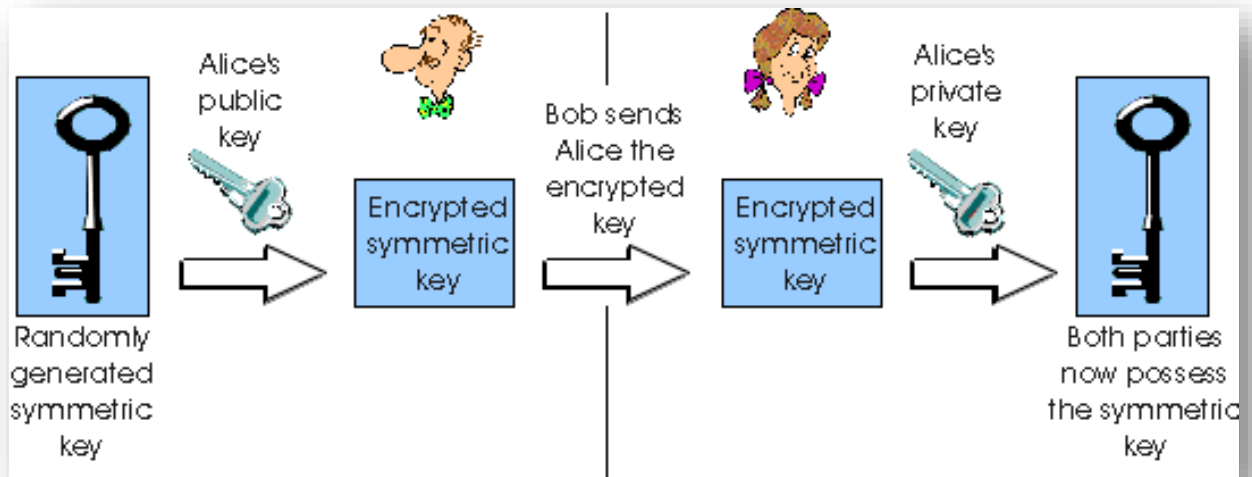 Alice's
public
key
Bob sends
Alice the
encrypted
key
Alice's
private
key
Encrypted
symmetric
key
Encrypted
symmetric
key
Randomly
generated
symmetric
key
Both parties
now possess
the symmetric
key